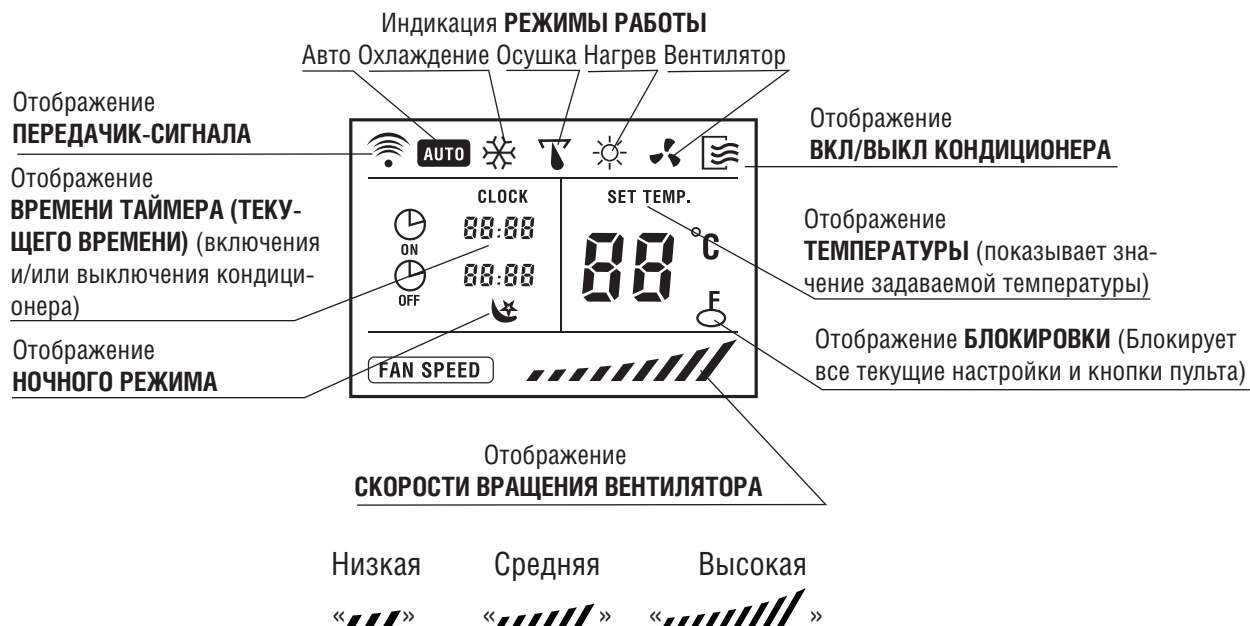 Индикация РЕЖИМЫ РАБОТЫ
Авто Охлаждение Осушка Нагрев Вентилятор
Отображение
ПЕРЕДАЧИК-СИГНАЛА
Отображение
ВРЕМЕНИ ТАЙМЕРА (ТЕКУ-
ЩЕГО ВРЕМЕНИ) (включения
и/или выключения кондици-
онера)
Отображение
НОЧНОГО РЕЖИМА
AUTO
CLOCK
ON
88:88
OFF
88:88
SET TEMP.
88 °C
F
FAN SPEED
Отображение
ВКЛ/ВЫКЛ КОНДИЦИОНЕРА
Отображение
ТЕМПЕРАТУРЫ (показывает зна-
чение задаваемой температуры)
Отображение БЛОКИРОВКИ (Блокирует
все текущие настройки и кнопки пульта)
Отображение
СКОРОСТИ ВРАЩЕНИЯ ВЕНТИЛЯТОРА
Низкая Средняя Высокая
« » « » « »